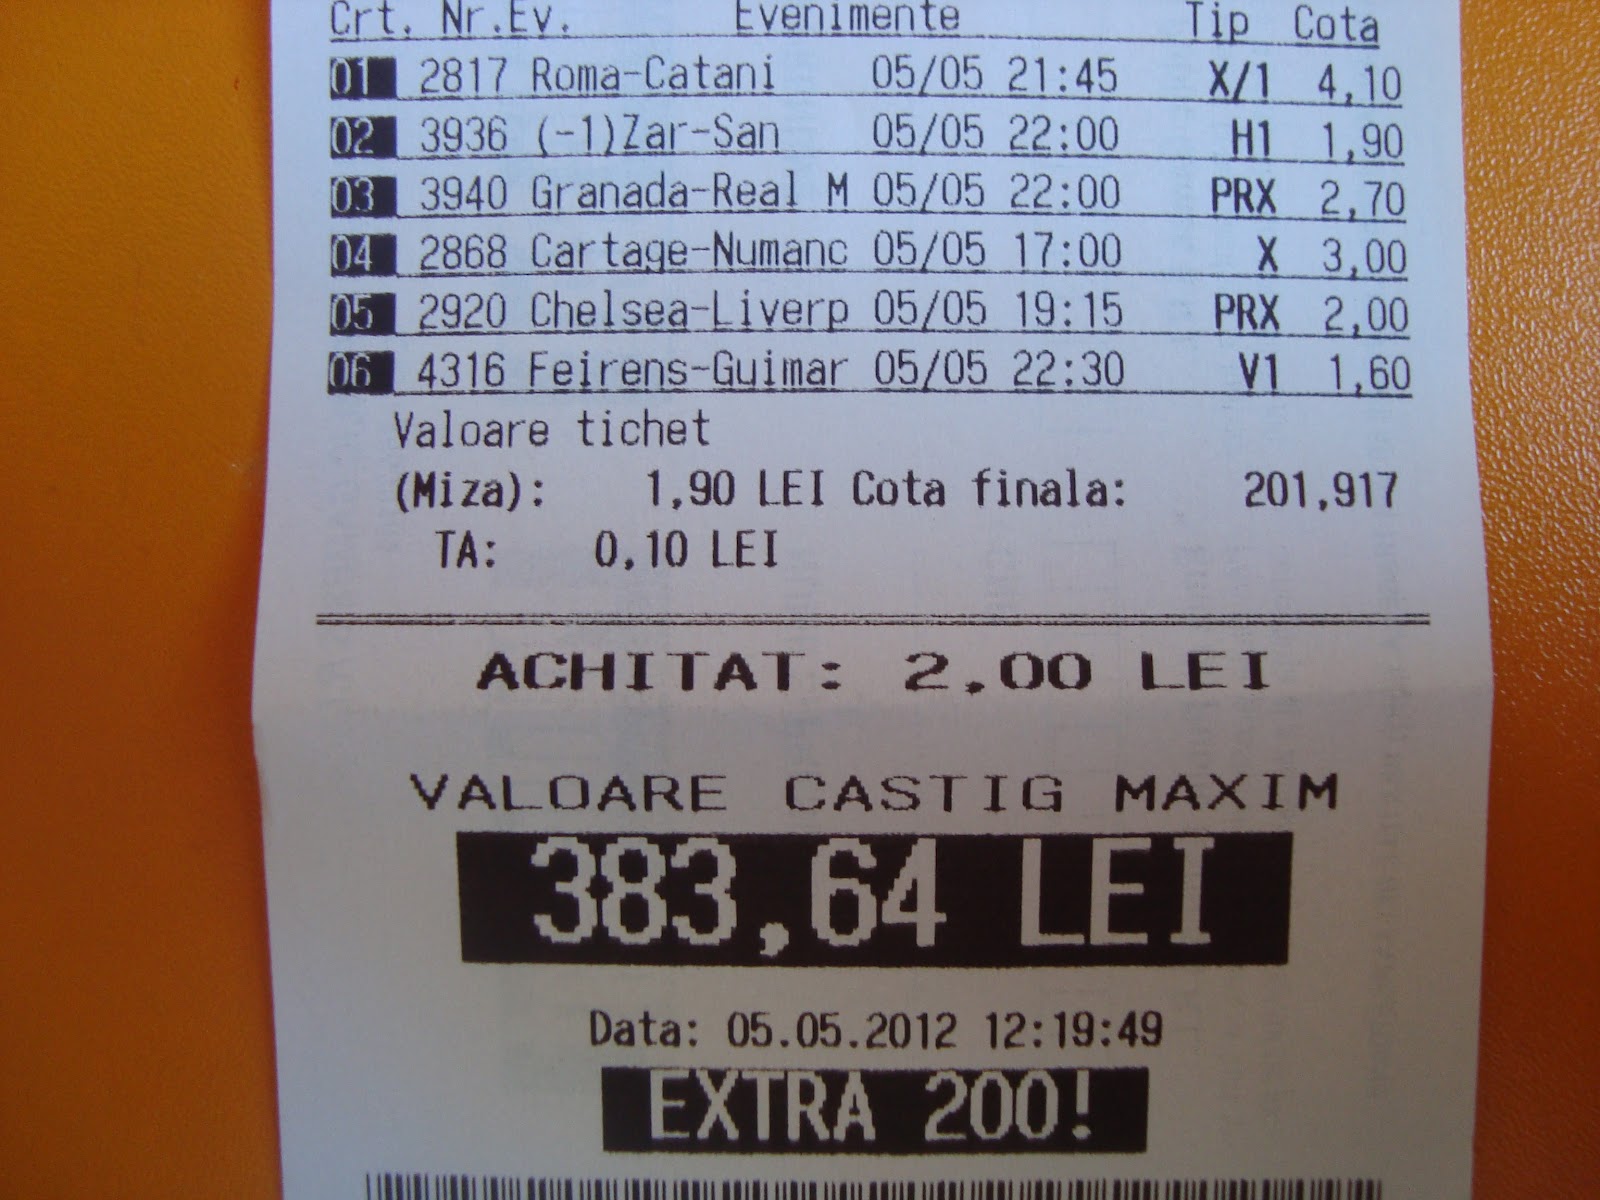 Crt. Nr.Ev. Evenimente Tip Cota
01 2817 Roma-Catani 05/05 21:45 X/1 4,10
02 3936 (-1)Zar-San 05/05 22:00 H1 1,90
03 3940 Granada-Real M 05/05 22:00 PRX 2,70
04 2868 Cartage-Numanc 05/05 17:00 X 3,00
05 2920 Chelsea-Liverp 05/05 19:15 PRX 2,00
06 4316 Feirens-Guimar 05/05 22:30 V1 1,60
Valoare tichet
(Miza): 1,90 LEI Cota finala: 201,917
TA: 0,10 LEI
ACHITAT: 2,00 LEI
VALOARE CASTIG MAXIM
383,64 LEI
Data: 05.05.2012 12:19:49
EXTRA 200!